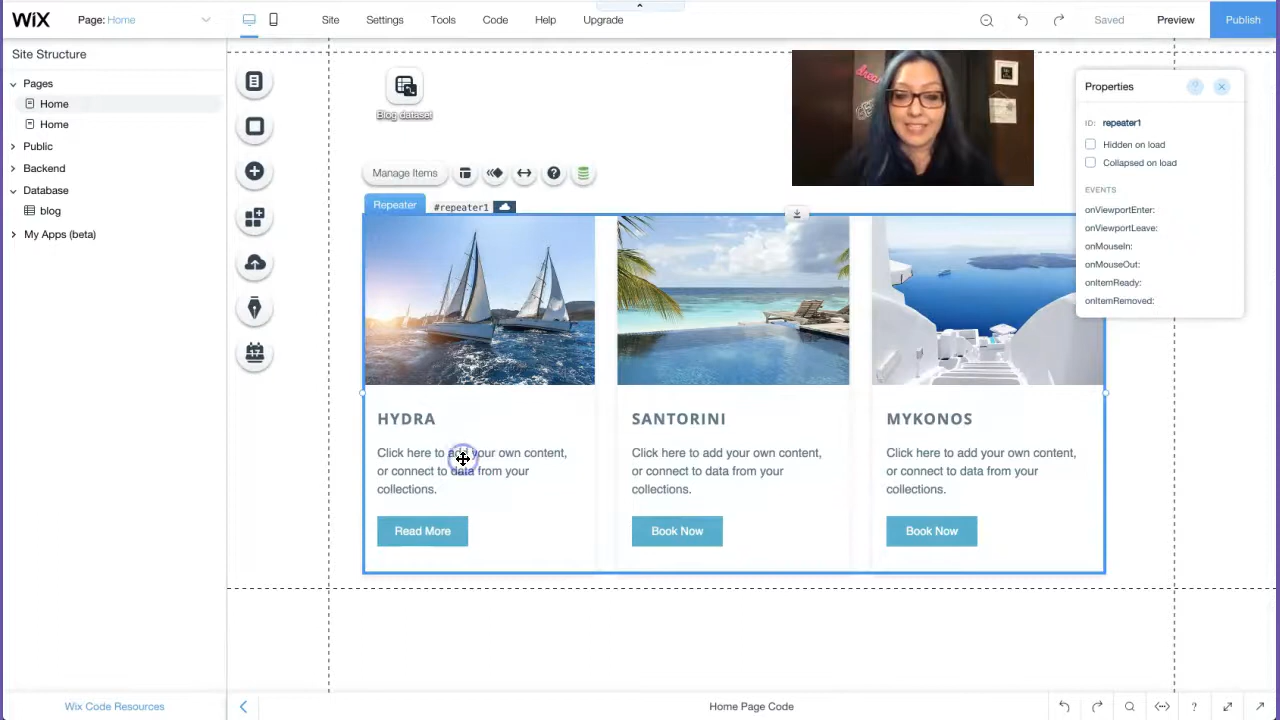 WiX
Page: Home
Site
Settings
Tools
Code
Help
Upgrade
Saved
Preview
Publish
Site Structure
Pages
Home
Home
Public
Backend
Database
blog
My Apps (beta)
17
Blog dataset
Manage Items
?
Repeater
#repeater1
HYDRA
Click here to add your own content,
or connect to data from your
collections.
Read More
SANTORINI
Click here to add your own content,
or connect to data from your
collections.
Book Now
MYKONOS
Click here to add your own content,
or connect to data from your
collections.
Book Now
Properties
?
ID: repeater1
Hidden on load
Collapsed on load
EVENTS
onViewportEnter:
onViewportLeave:
onMouseIn:
onMouseOut:
onItemReady:
onItemRemoved:
Wix Code Resources
Home Page Code
?